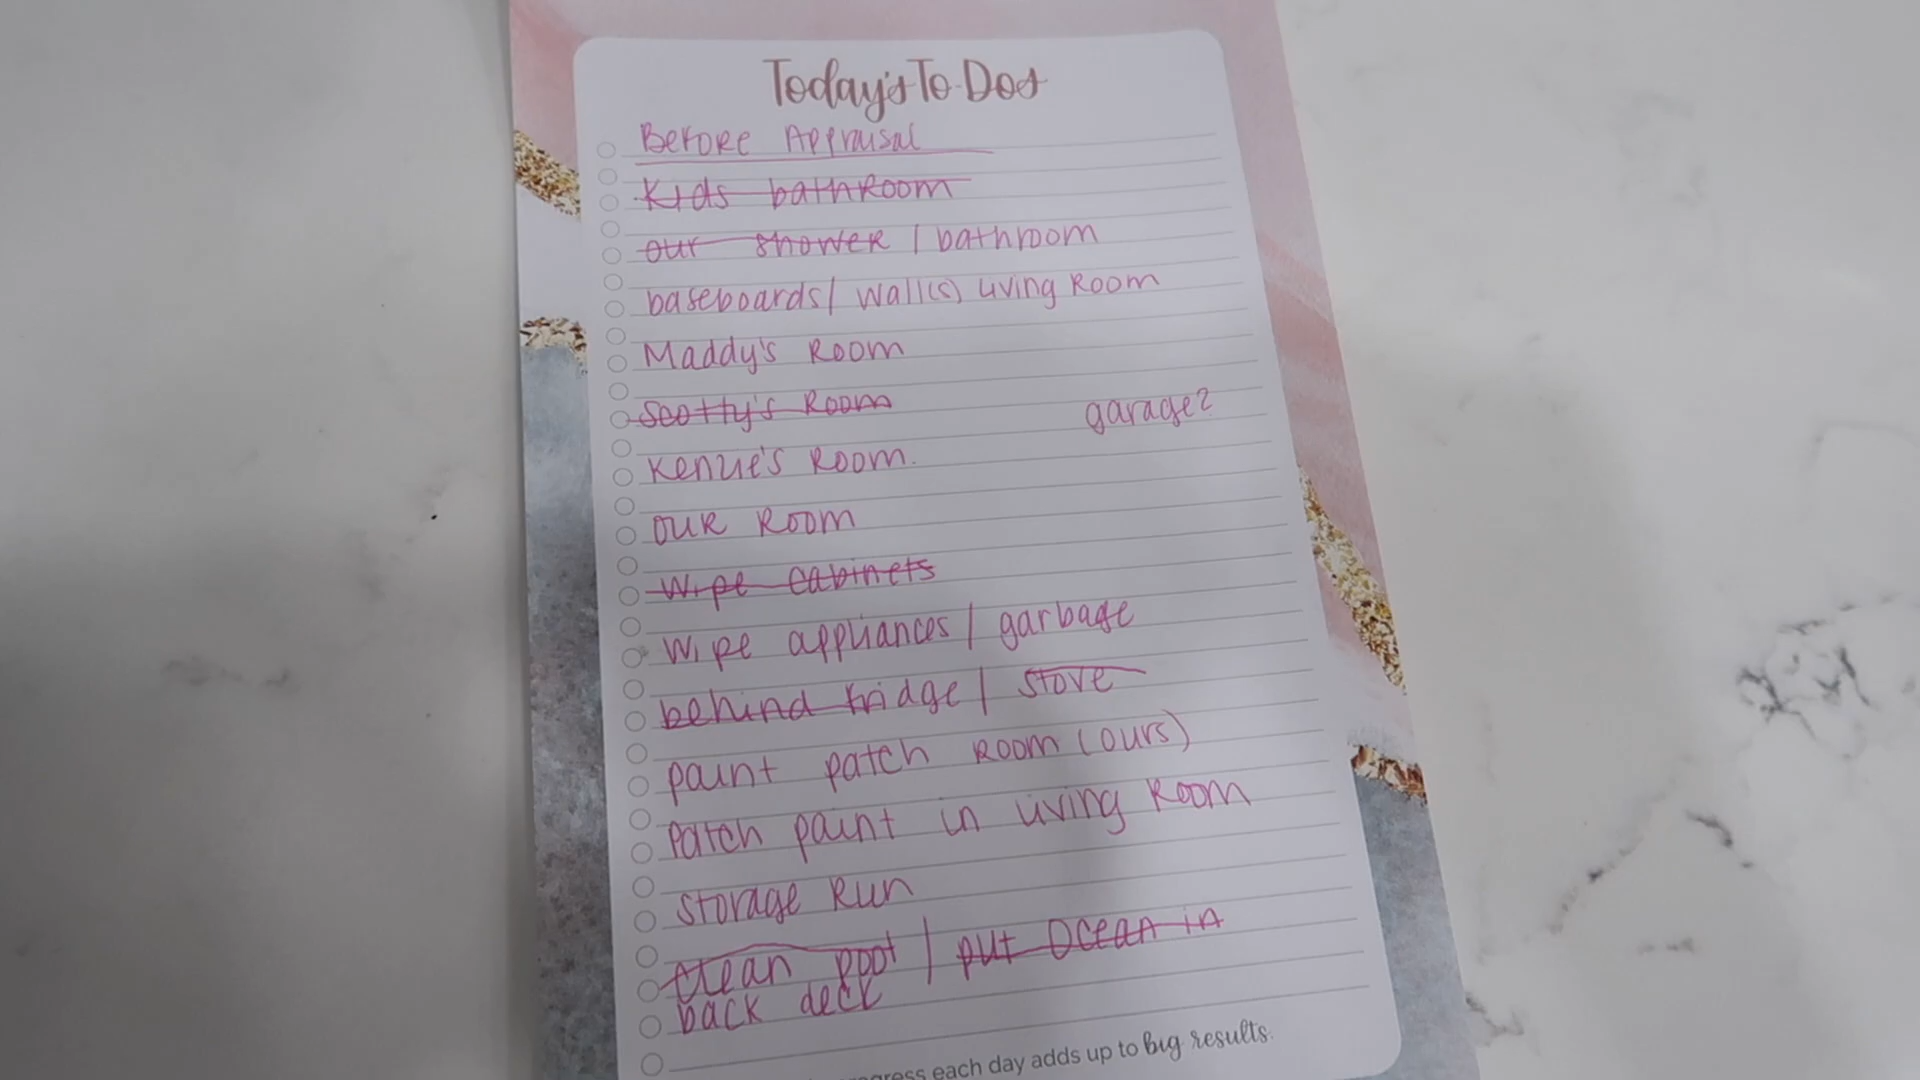 Today's To Dos
Before Appraisal
Kids bathroom
our shower / bathroom
baseboards/ wall(s) living Room
Maddy's Room
Scotty's Room
garage?
Kenzie's Room.
our Room
Wipe cabinets
Wipe appliances / garbage
behind fridge / stove
paint patch Room (ours)
Patch paint in living Room
Storage Run
clean pool / put Ocean in
back deck
each day adds up to big results.